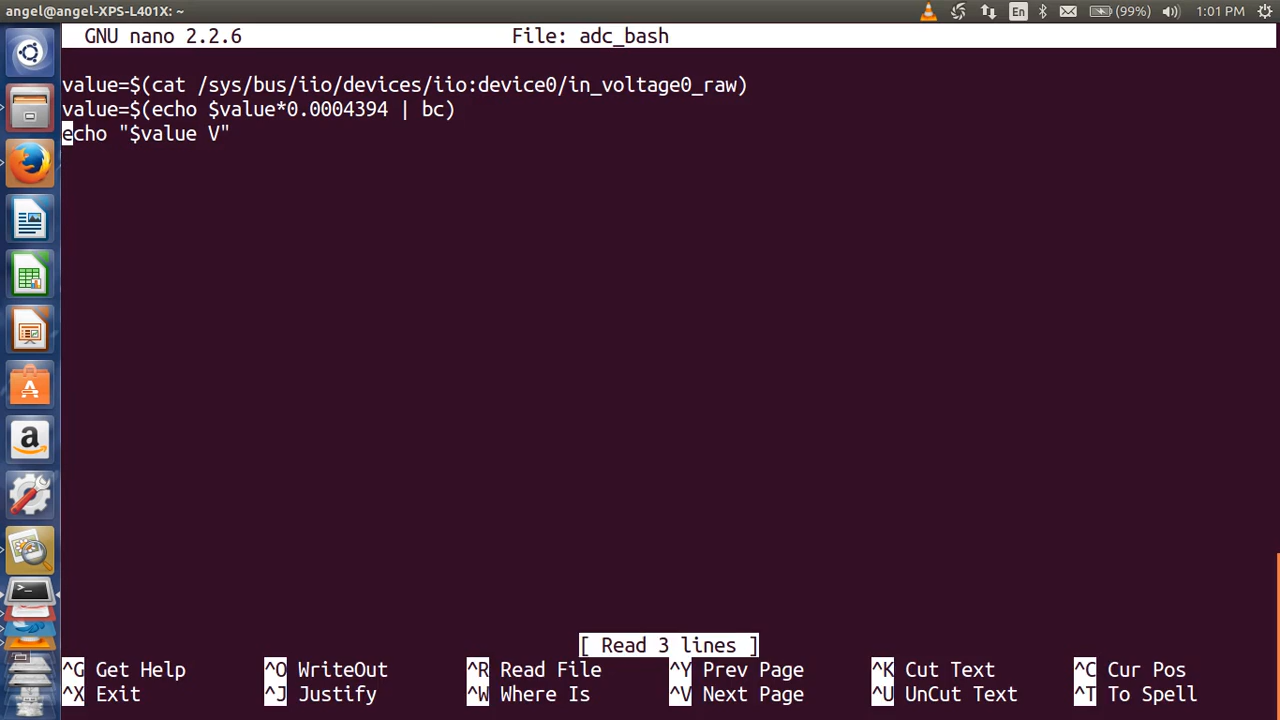 angel@angel-XPS-L401X: ~
En
(99%)
1:01 PM
GNU nano 2.2.6 File: adc_bash
value=$(cat /sys/bus/iio/devices/iio:device0/in_voltage0_raw)
value=$(echo $value*0.0004394 | bc)
echo "$value V"
[ Read 3 lines ]
^G Get Help ^O WriteOut ^R Read File ^Y Prev Page ^K Cut Text ^C Cur Pos
^X Exit ^J Justify ^W Where Is ^V Next Page ^U UnCut Text ^T To Spell